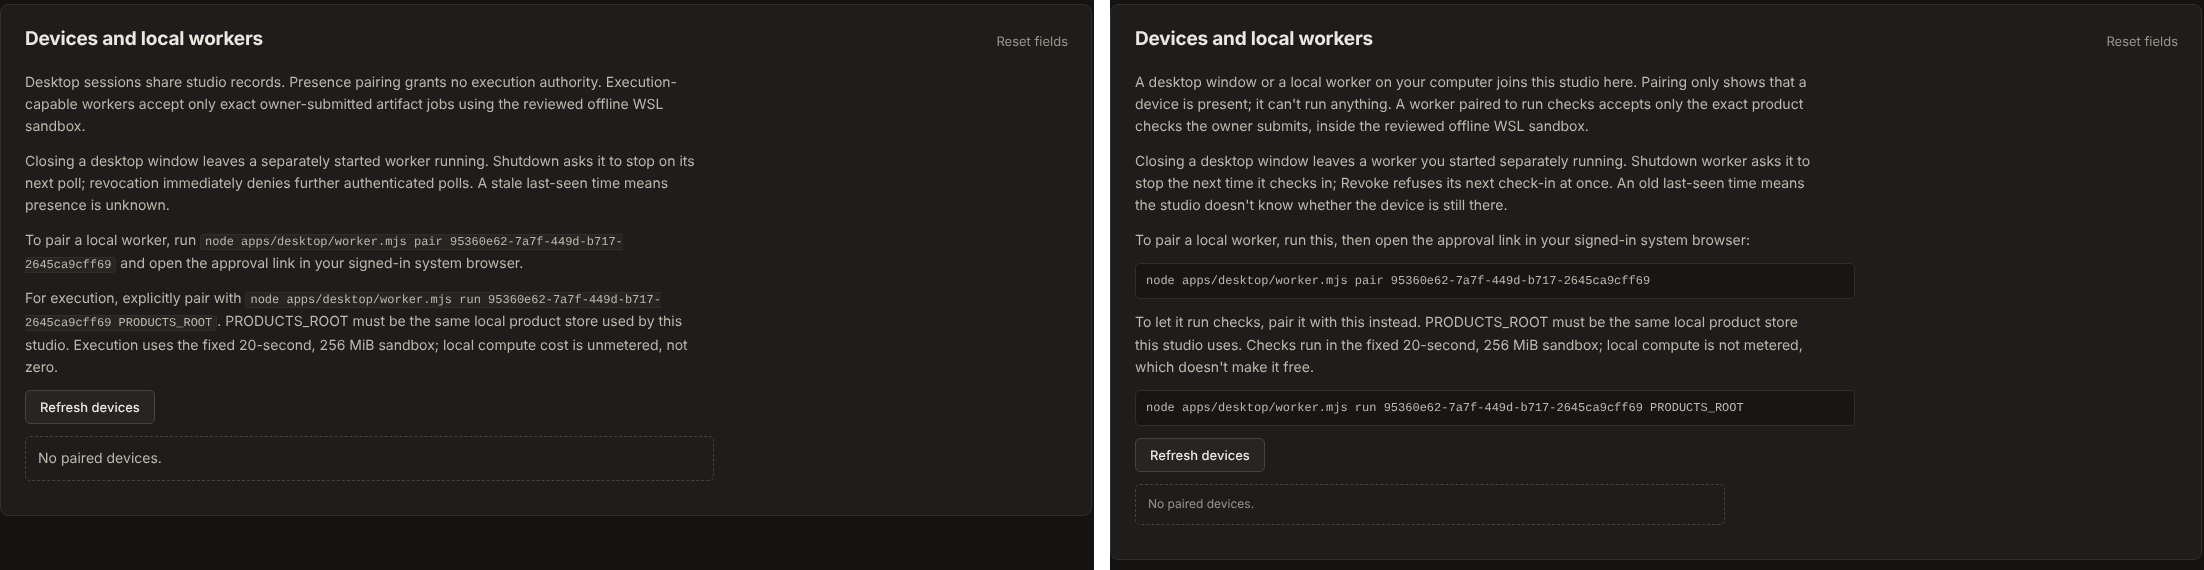 Devices and local workers
Reset fields
Desktop sessions share studio records. Presence pairing grants no execution authority. Execution-
capable workers accept only exact owner-submitted artifact jobs using the reviewed offline WSL
sandbox.
Closing a desktop window leaves a separately started worker running. Shutdown asks it to stop on its
next poll; revocation immediately denies further authenticated polls. A stale last-seen time means
presence is unknown.
To pair a local worker, run node apps/desktop/worker.mjs pair 95360e62-7a7f-449d-b717-
2645ca9cff69 and open the approval link in your signed-in system browser.
For execution, explicitly pair with node apps/desktop/worker.mjs run 95360e62-7a7f-449d-b717-
2645ca9cff69 PRODUCTS_ROOT. PRODUCTS_ROOT must be the same local product store used by this
studio. Execution uses the fixed 20-second, 256 MiB sandbox; local compute cost is unmetered, not
zero.
Refresh devices
No paired devices.
Devices and local workers
Reset fields
A desktop window or a local worker on your computer joins this studio here. Pairing only shows that a
device is present; it can't run anything. A worker paired to run checks accepts only the exact product
checks the owner submits, inside the reviewed offline WSL sandbox.
Closing a desktop window leaves a worker you started separately running. Shutdown worker asks it to
stop the next time it checks in; Revoke refuses its next check-in at once. An old last-seen time means
the studio doesn't know whether the device is still there.
To pair a local worker, run this, then open the approval link in your signed-in system browser:
node apps/desktop/worker.mjs pair 95360e62-7a7f-449d-b717-2645ca9cff69
To let it run checks, pair it with this instead. PRODUCTS_ROOT must be the same local product store
this studio uses. Checks run in the fixed 20-second, 256 MiB sandbox; local compute is not metered,
which doesn't make it free.
node apps/desktop/worker.mjs run 95360e62-7a7f-449d-b717-2645ca9cff69 PRODUCTS_ROOT
Refresh devices
No paired devices.